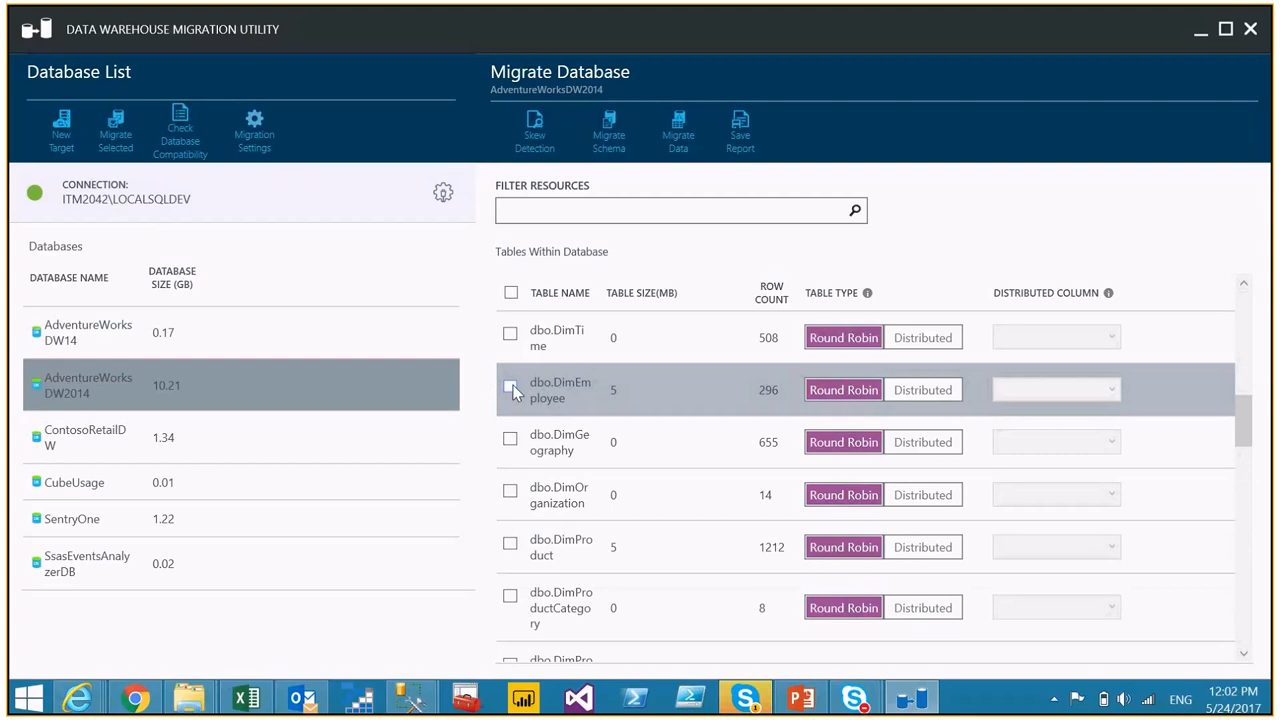 DATA WAREHOUSE MIGRATION UTILITY
Database List
New
Target
Migrate
Selected
Check
Database
Compatibility
Migration
Settings
Migrate Database
AdventureWorksDW2014
Skew
Detection
Migrate
Schema
Migrate
Data
Save
Report
CONNECTION:
ITM2042\LOCALSQLDEV
Databases
DATABASE NAME
DATABASE
SIZE (GB)
AdventureWorks
DW14
0.17
AdventureWorks
DW2014
10.21
ContosoRetailD
W
1.34
CubeUsage
0.01
SentryOne
1.22
SsasEventsAnaly
zerDB
0.02
FILTER RESOURCES
Tables Within Database
TABLE NAME
TABLE SIZE(MB)
ROW
COUNT
TABLE TYPE
DISTRIBUTED COLUMN
dbo.DimTi
me
0
508
Round Robin
Distributed
dbo.DimEm
ployee
5
296
Round Robin
Distributed
dbo.DimGe
ography
0
655
Round Robin
Distributed
dbo.DimOr
ganization
0
14
Round Robin
Distributed
dbo.DimPro
duct
5
1212
Round Robin
Distributed
dbo.DimPro
ductCatego
ry
0
8
Round Robin
Distributed
dbo.DimPro
ENG
12:02 PM
5/24/2017